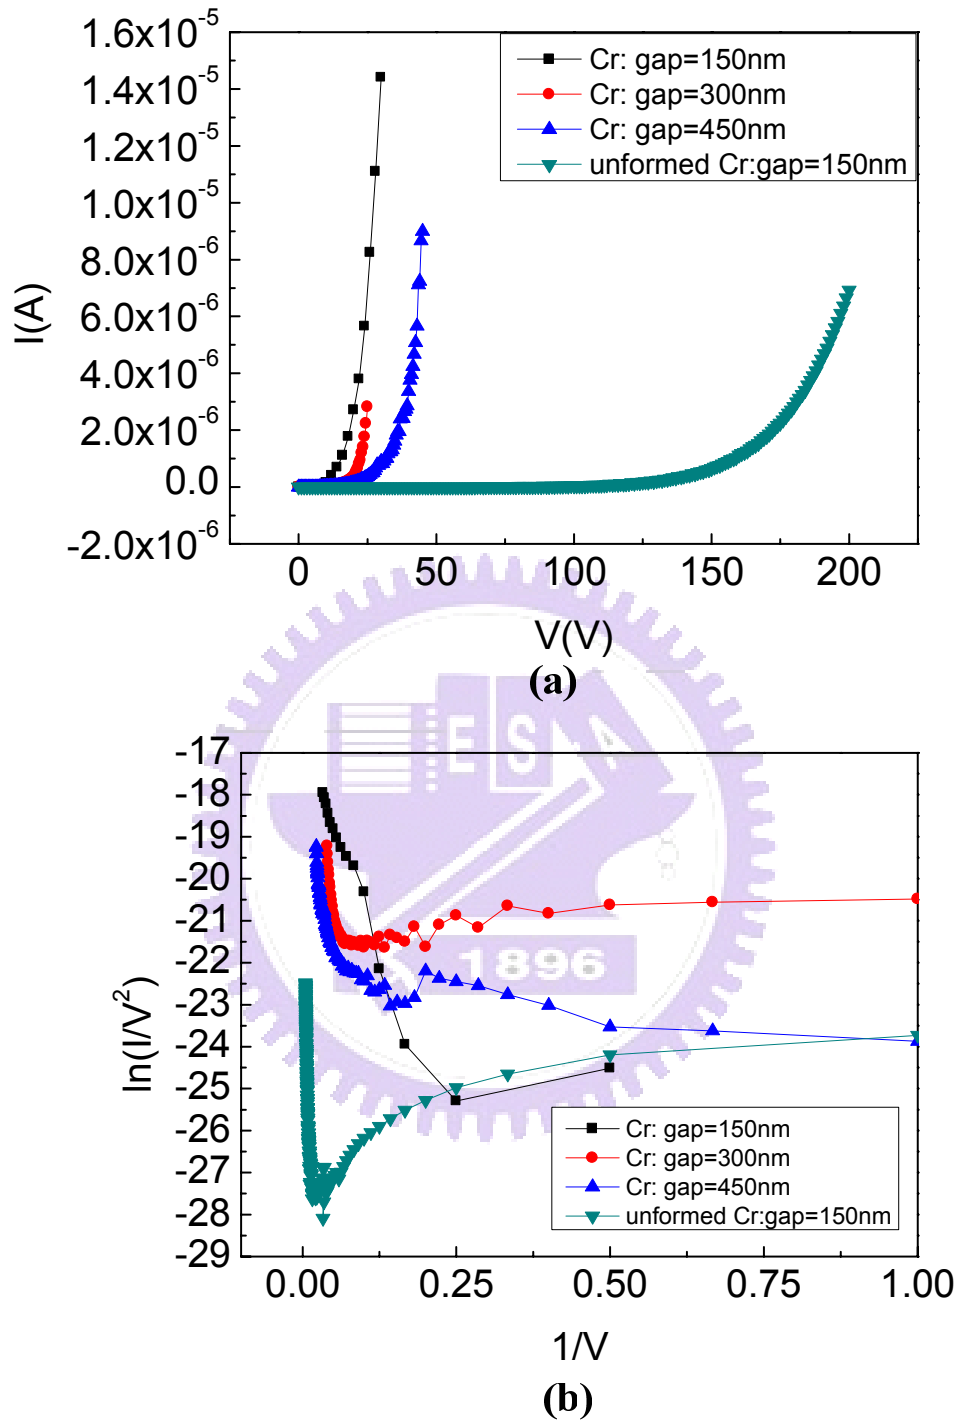 1.6x10⁻⁵
1.4x10⁻⁵
1.2x10⁻⁵
1.0x10⁻⁵
8.0x10⁻⁶
6.0x10⁻⁶
4.0x10⁻⁶
2.0x10⁻⁶
0.0
-2.0x10⁻⁶
I(A)
Cr: gap=150nm
Cr: gap=300nm
Cr: gap=450nm
unformed Cr:gap=150nm
0 50 100 150 200
V(V)
(a)
ESA
1896
-17
-18
-19
-20
-21
-22
-23
-24
-25
-26
-27
-28
-29
ln(I/V²)
Cr: gap=150nm
Cr: gap=300nm
Cr: gap=450nm
unformed Cr:gap=150nm
0.00 0.25 0.50 0.75 1.00
1/V
(b)